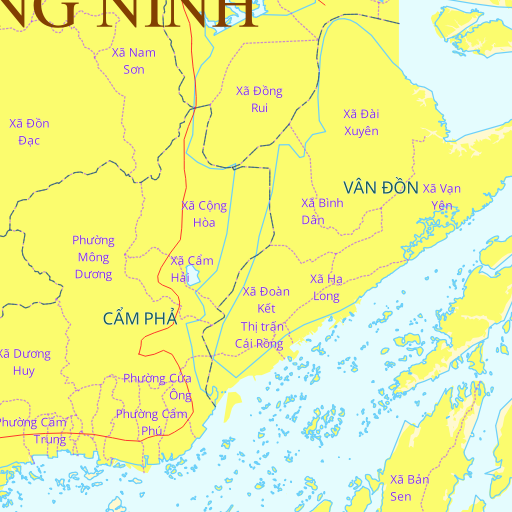 NG NINH
Xã Nam
Sơn
Xã Đồng
Rui
Xã Đồn
Đạc
Xã Đài
Xuyên
VÂN ĐỒN
Xã Vạn
Yên
Xã Bình
Dân
Xã Cộng
Hòa
Phường
Mông
Dương
Xã Cẩm
Hải
Xã Hạ
Long
Xã Đoàn
Kết
Thị trấn
Cái Rồng
CẨM PHẢ
Xã Dương
Huy
Phường Cửa
Ông
Phường Cẩm
Phú
Phường Cẩm
Trung
Xã Bản
Sen